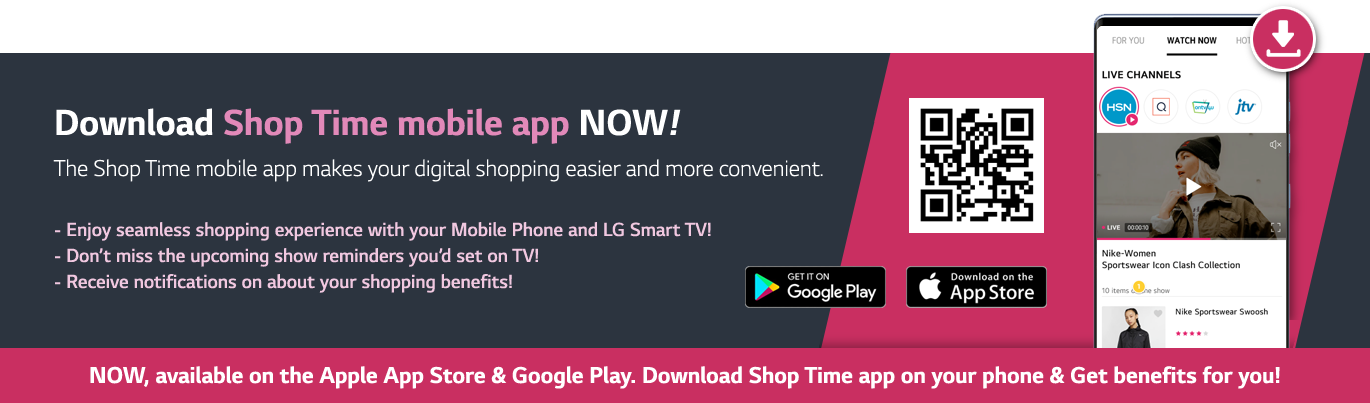 Download Shop Time mobile app NOW!
The Shop Time mobile app makes your digital shopping easier and more convenient.
- Enjoy seamless shopping experience with your Mobile Phone and LG Smart TV!
- Don't miss the upcoming show reminders you'd set on TV!
- Receive notifications on about your shopping benefits!
GET IT ON
Google Play
Download on the
App Store
FOR YOU WATCH NOW HOT
LIVE CHANNELS
HSN Q jtv
LIVE 00:00:10
Nike-Women
Sportswear Icon Clash Collection
10 items show
Nike Sportswear Swoosh
NOW, available on the Apple App Store & Google Play. Download Shop Time app on your phone & Get benefits for you!